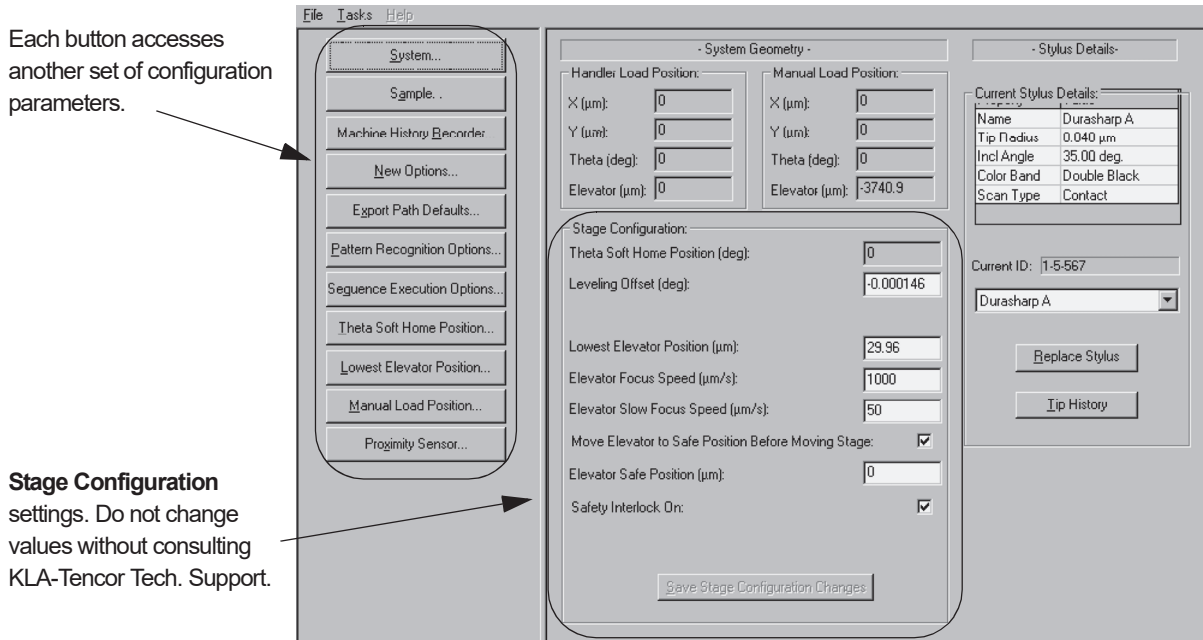 File Tasks Help
Each button accesses
another set of configuration
parameters.
System...
Sample. .
Machine History Recorder...
New Options...
Export Path Defaults...
Pattern Recognition Options...
Sequence Execution Options...
Theta Soft Home Position...
Lowest Elevator Position...
Manual Load Position...
Proximity Sensor...
Stage Configuration
settings. Do not change
values without consulting
KLA-Tencor Tech. Support.
- System Geometry -
Handler Load Position:
X (µm): 0
Y (µm): 0
Theta (deg): 0
Elevator (µm): 0
Manual Load Position:
X (µm): 0
Y (µm): 0
Theta (deg): 0
Elevator (µm): -3740.9
Stage Configuration:
Theta Soft Home Position (deg): 0
Leveling Offset (deg): -0.000146
Lowest Elevator Position (µm): 29.96
Elevator Focus Speed (µm/s): 1000
Elevator Slow Focus Speed (µm/s): 50
Move Elevator to Safe Position Before Moving Stage:
Elevator Safe Position (µm): 0
Safety Interlock On:
Save Stage Configuration Changes
- Stylus Details-
Current Stylus Details:
Name Durasharp A
Tip Radius 0.040 µm
Incl Angle 35.00 deg.
Color Band Double Black
Scan Type Contact
Current ID: 1-5-567
Durasharp A
Replace Stylus
Tip History